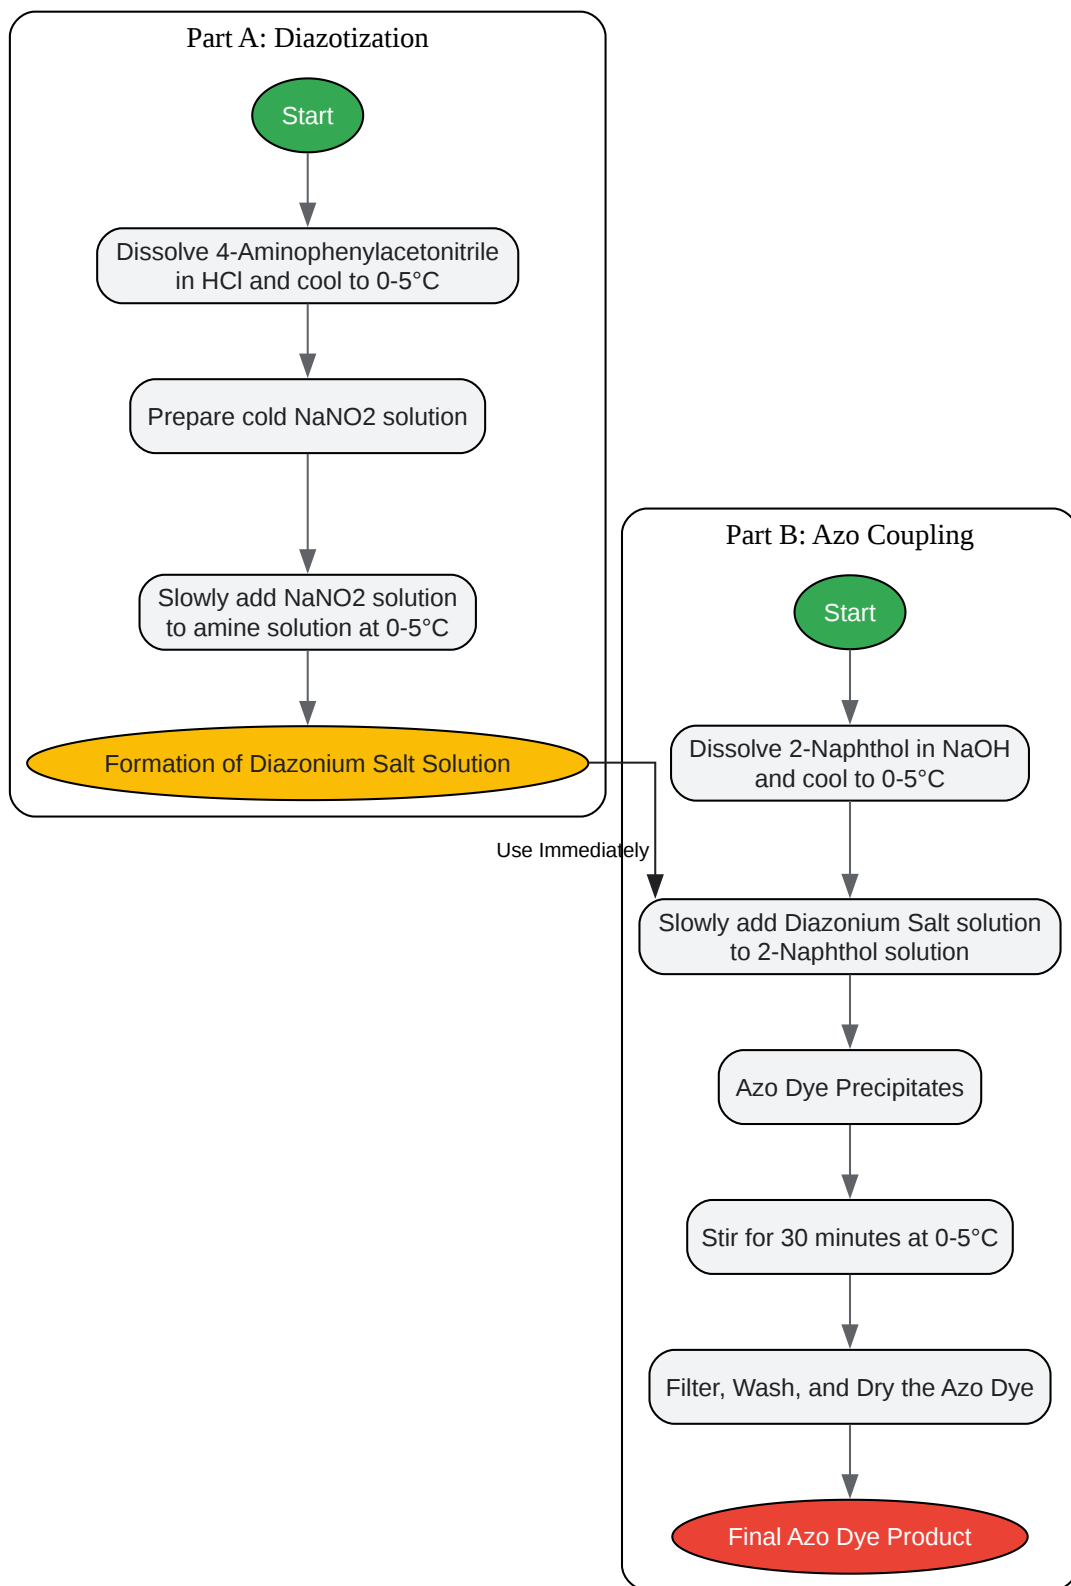 Part A: Diazotization
Start
Dissolve 4-Aminophenylacetonitrile
in HCl and cool to 0-5°C
Prepare cold NaNO2 solution
Slowly add NaNO2 solution
to amine solution at 0-5°C
Formation of Diazonium Salt Solution
Use Immediately
Part B: Azo Coupling
Start
Dissolve 2-Naphthol in NaOH
and cool to 0-5°C
Slowly add Diazonium Salt solution
to 2-Naphthol solution
Azo Dye Precipitates
Stir for 30 minutes at 0-5°C
Filter, Wash, and Dry the Azo Dye
Final Azo Dye Product